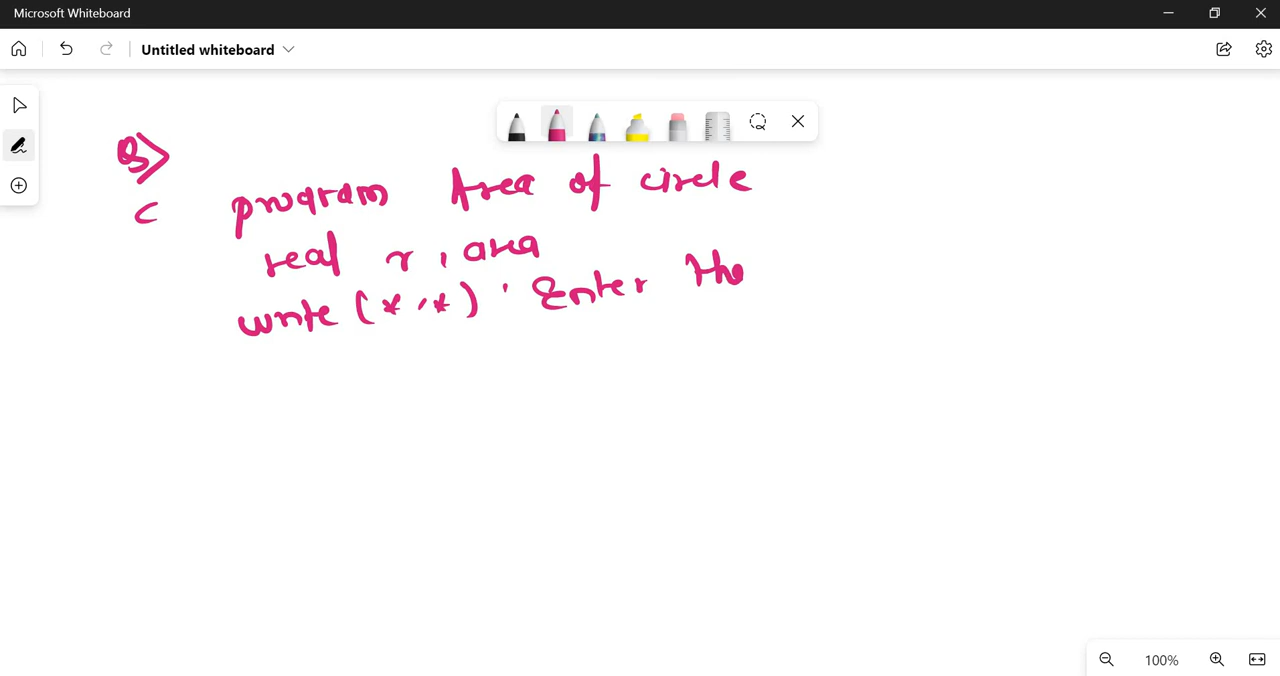 Microsoft Whiteboard
Untitled whiteboard
Q>
C program Area of circle
real r, area
write (*,*) ' Enter the
100%